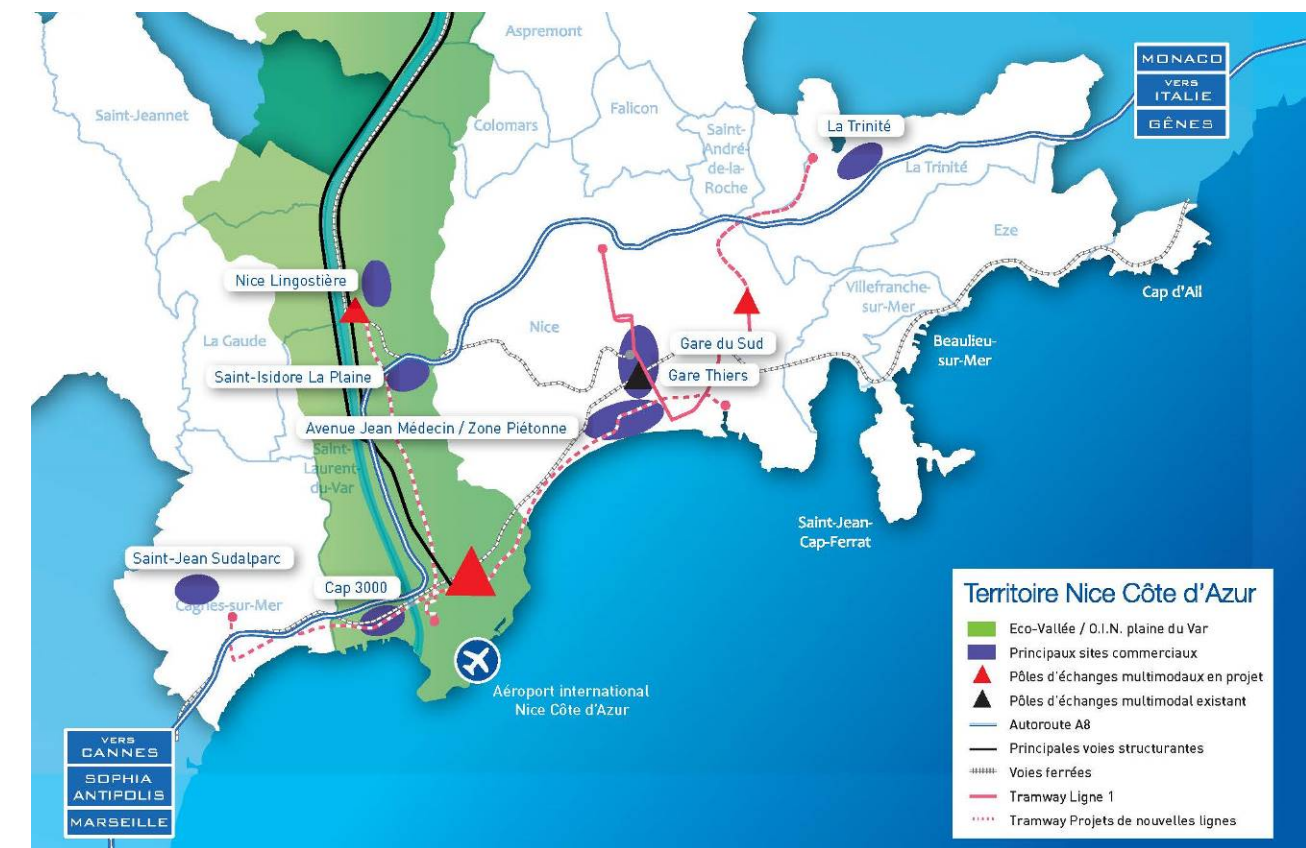 Aspremont
Saint-Jeannet
Colomars
Falicon
Saint-
André-
de-la-
Roche
La Trinité
La Trinité
MONACO
VERS
ITALIE
GÊNES
Eze
Nice Lingostière
Villefranche-
sur-Mer
Cap d'Ail
Nice
La Gaude
Gare du Sud
Beaulieu-
sur-Mer
Saint-Isidore La Plaine
Gare Thiers
Avenue Jean Médecin / Zone Piétonne
Saint-
Laurent-
du-Var
Saint-Jean-
Cap-Ferrat
Saint-Jean Sudalparc
Cap 3000
Cagnes-sur-Mer
Aéroport international
Nice Côte d'Azur
VERS
CANNES
SOPHIA
ANTIPOLIS
MARSEILLE
Territoire Nice Côte d'Azur
Eco-Vallée / O.I.N. plaine du Var
Principaux sites commerciaux
Pôles d'échanges multimodaux en projet
Pôles d'échanges multimodal existant
Autoroute A8
Principales voies structurantes
Voies ferrées
Tramway Ligne 1
Tramway Projets de nouvelles lignes